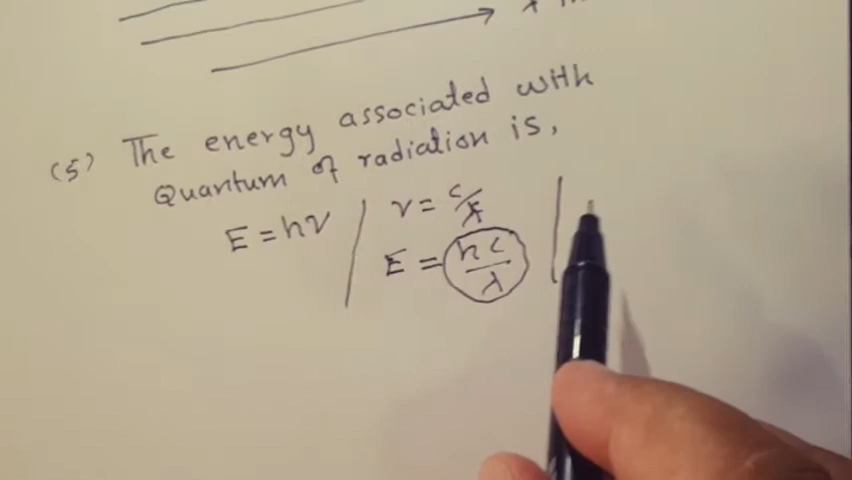 (5) The energy associated with
Quantum of radiation is,
E = hν | ν = c/λ |
E = hc/λ